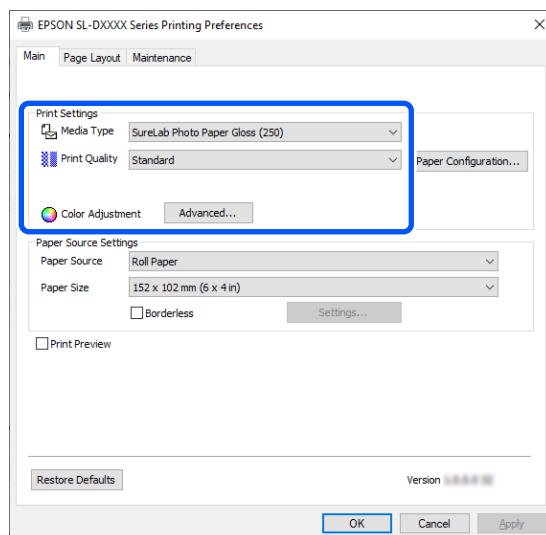 EPSON SL-DXXXX Series Printing Preferences
Main Page Layout Maintenance
Print Settings
Media Type SureLab Photo Paper Gloss (250)
Print Quality Standard Paper Configuration...
Color Adjustment Advanced...
Paper Source Settings
Paper Source Roll Paper
Paper Size 152 x 102 mm (6 x 4 in)
Borderless Settings...
Print Preview
Restore Defaults Version
OK Cancel Apply